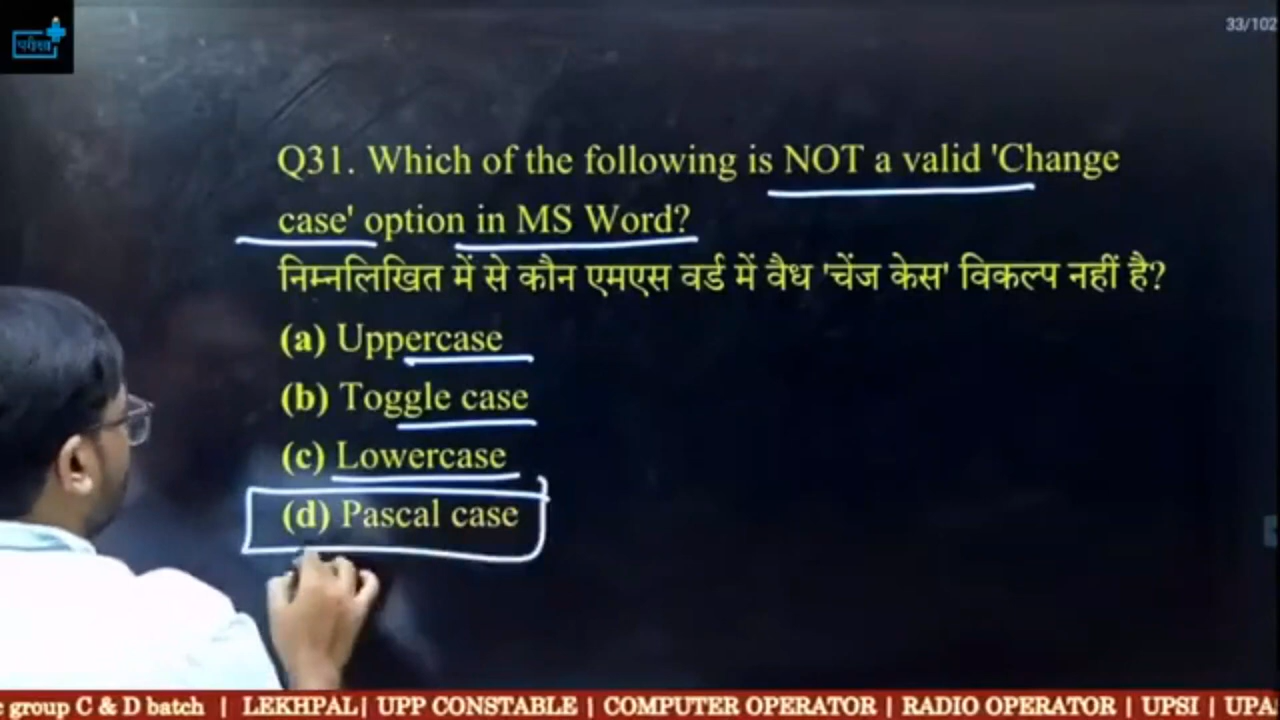 परीक्षा
33/102
Q31. Which of the following is NOT a valid 'Change
case' option in MS Word?
निम्नलिखित में से कौन एमएस वर्ड में वैध 'चेंज केस' विकल्प नहीं है?
(a) Uppercase
(b) Toggle case
(c) Lowercase
(d) Pascal case
group C & D batch | LEKHPAL| UPP CONSTABLE | COMPUTER OPERATOR | RADIO OPERATOR | UPSI | UPA